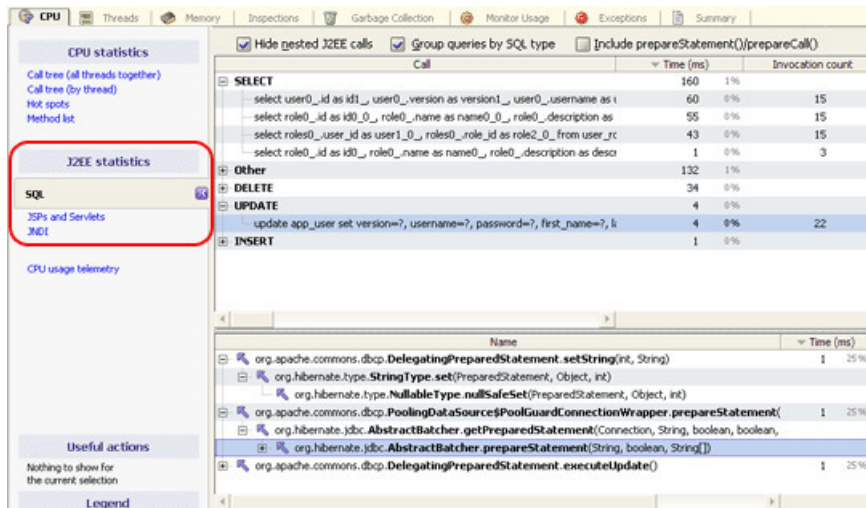 CPU Threads Memory Inspections Garbage Collection Monitor Usage Exceptions Summary
CPU statistics
Call tree (all threads together)
Call tree (by thread)
Hot spots
Method list
J2EE statistics
SQL
JSPs and Servlets
JNDI
CPU usage telemetry
Useful actions
Nothing to show for
the current selection
Legend
Hide nested J2EE calls Group queries by SQL type Include prepareStatement()/prepareCall()
Call Time (ms) Invocation count
SELECT 160 1%
select user0_.id as id1_, user0_.version as version1_, user0_.username as 60 0% 15
select role0_.id as id0_0_, role0_.name as name0_0_, role0_.description as 55 0% 15
select roles0_.user_id as user1_0_, roles0_.role_id as role2_0_ from user_ro 43 0% 15
select role0_.id as id0_, role0_.name as name0_, role0_.description as descr 1 0% 3
Other 132 1%
DELETE 34 0%
UPDATE 4 0%
update app_user set version=?, username=?, password=?, first_name=?, la 4 0% 22
INSERT 1 0%
Name Time (ms)
org.apache.commons.dbcp.DelegatingPreparedStatement.setString(int, String) 1 25%
org.hibernate.type.StringType.set(PreparedStatement, Object, int)
org.hibernate.type.NullableType.nullSafeSet(PreparedStatement, Object, int)
org.apache.commons.dbcp.PoolingDataSource$PoolGuardConnectionWrapper.prepareStatement( 1 25%
org.hibernate.jdbc.AbstractBatcher.getPreparedStatement(Connection, String, boolean, boolean,
org.hibernate.jdbc.AbstractBatcher.prepareStatement(String, boolean, String[])
org.apache.commons.dbcp.DelegatingPreparedStatement.executeUpdate() 1 25%